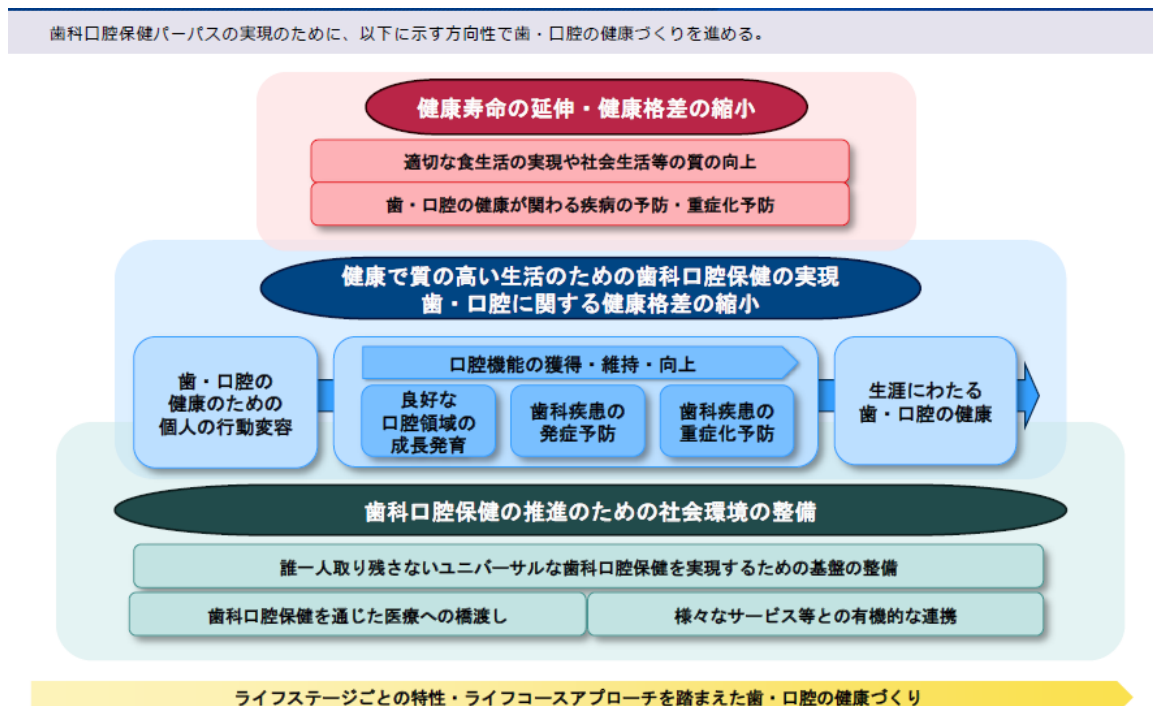 歯科口腔保健パーパスの実現のために、以下に示す方向性で歯・口腔の健康づくりを進める。
健康寿命の延伸・健康格差の縮小
適切な食生活の実現や社会生活等の質の向上
歯・口腔の健康が関わる疾病の予防・重症化予防
健康で質の高い生活のための歯科口腔保健の実現
歯・口腔に関する健康格差の縮小
歯・口腔の
健康のための
個人の行動変容
口腔機能の獲得・維持・向上
良好な
口腔領域の
成長発育
歯科疾患の
発症予防
歯科疾患の
重症化予防
生涯にわたる
歯・口腔の健康
歯科口腔保健の推進のための社会環境の整備
誰一人取り残さないユニバーサルな歯科口腔保健を実現するための基盤の整備
歯科口腔保健を通じた医療への橋渡し
様々なサービス等との有機的な連携
ライフステージごとの特性・ライフコースアプローチを踏まえた歯・口腔の健康づくり